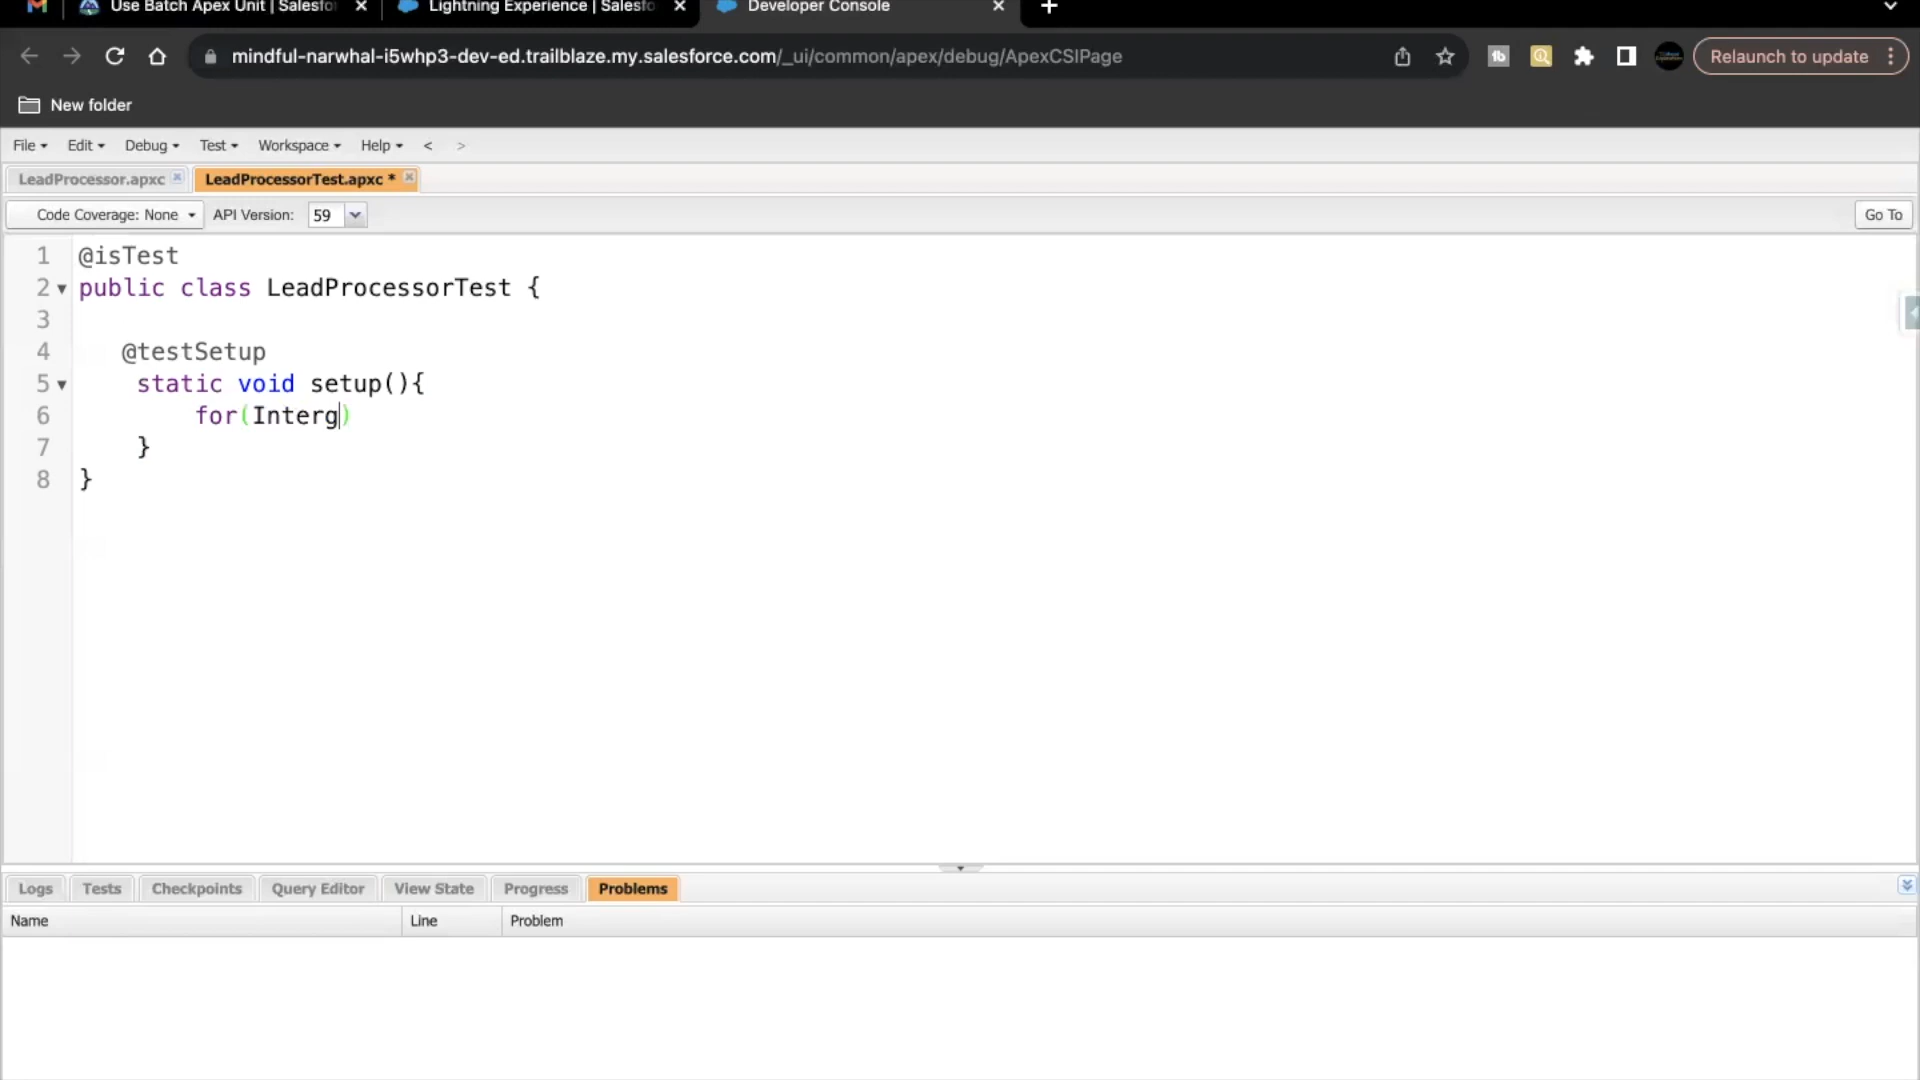 Use Batch Apex Unit | Salesfo
Lightning Experience | Salesfo
Developer Console
mindful-narwhal-i5whp3-dev-ed.trailblaze.my.salesforce.com/_ui/common/apex/debug/ApexCSIPage
Relaunch to update
New folder
File Edit Debug Test Workspace Help < >
LeadProcessor.apxc LeadProcessorTest.apxc *
Code Coverage: None API Version: 59 Go To
1 @isTest
2 public class LeadProcessorTest {
3
4 @testSetup
5 static void setup(){
6 for(Interg)
7 }
8 }
Logs Tests Checkpoints Query Editor View State Progress Problems
Name Line Problem